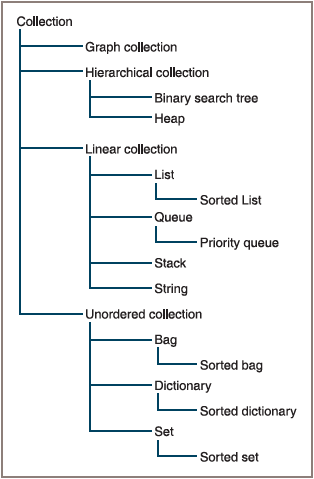 Collection
Graph collection
Hierarchical collection
Binary search tree
Heap
Linear collection
List
Sorted List
Queue
Priority queue
Stack
String
Unordered collection
Bag
Sorted bag
Dictionary
Sorted dictionary
Set
Sorted set